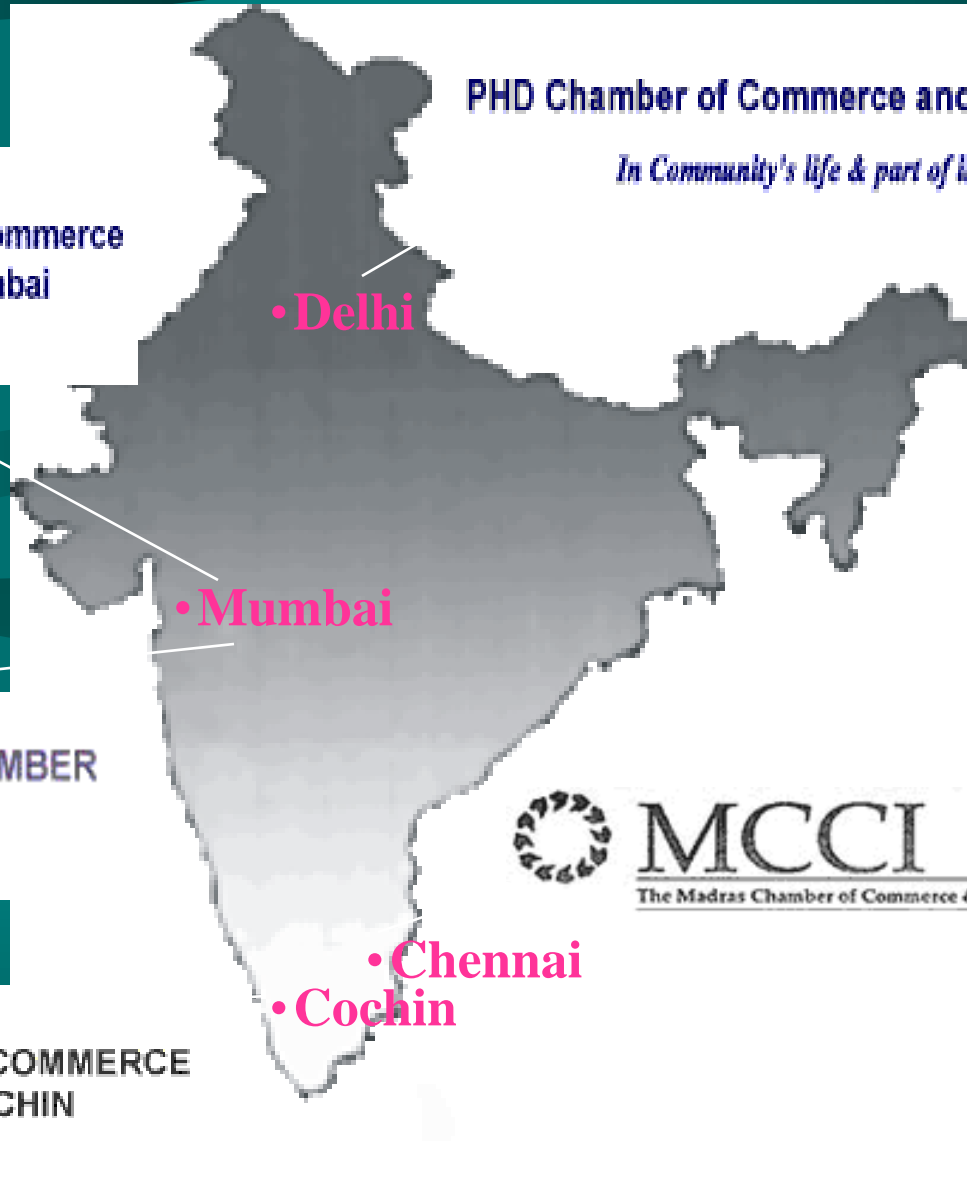 PHD Chamber of Commerce and
In Community's life & part of
ommerce
bai
• Delhi
• Mumbai
MBER
MCCI
The Madras Chamber of Commerce
• Chennai
• Cochin
COMMERCE
CHIN